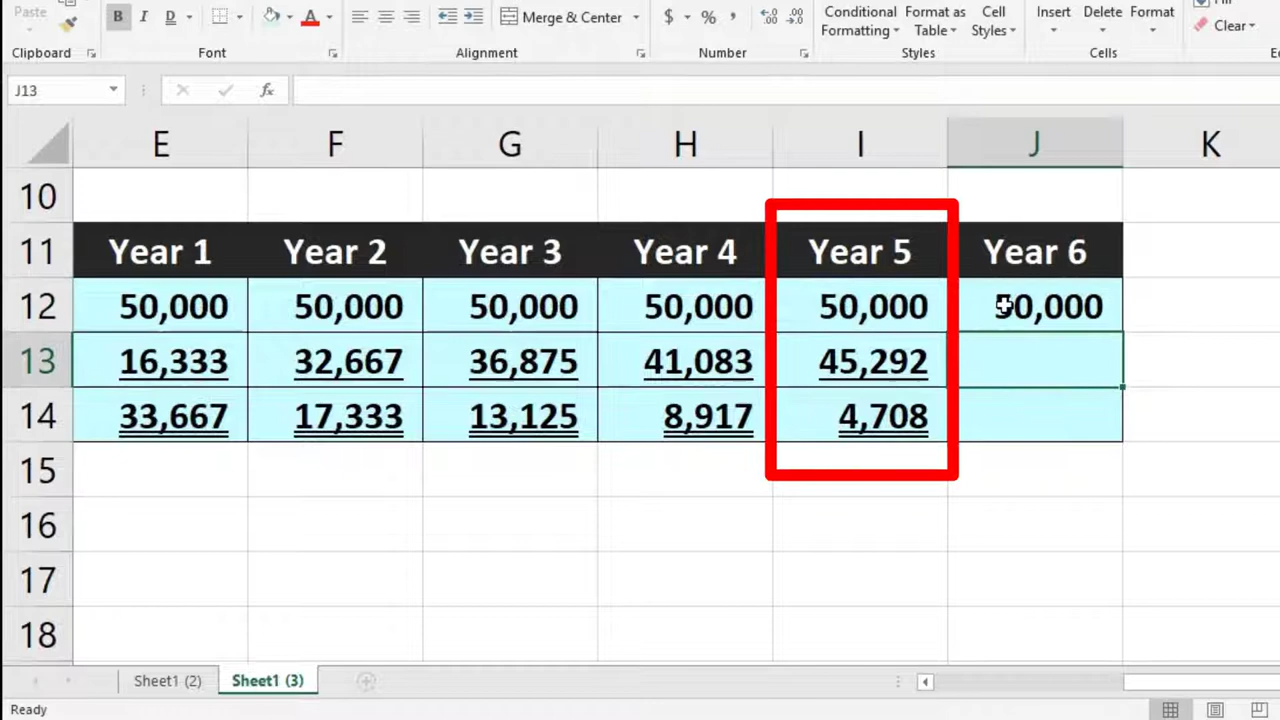 Paste
B I D
Merge & Center
$ % ,
Conditional Formatting
Format as Table
Cell Styles
Insert Delete Format
Clear
Clipboard Font Alignment Number Styles Cells
J13 fx
E F G H I J K
10
11 Year 1 Year 2 Year 3 Year 4 Year 5 Year 6
12 50,000 50,000 50,000 50,000 50,000 50,000
13 16,333 32,667 36,875 41,083 45,292
14 33,667 17,333 13,125 8,917 4,708
15
16
17
18
Sheet1 (2) Sheet1 (3)
Ready